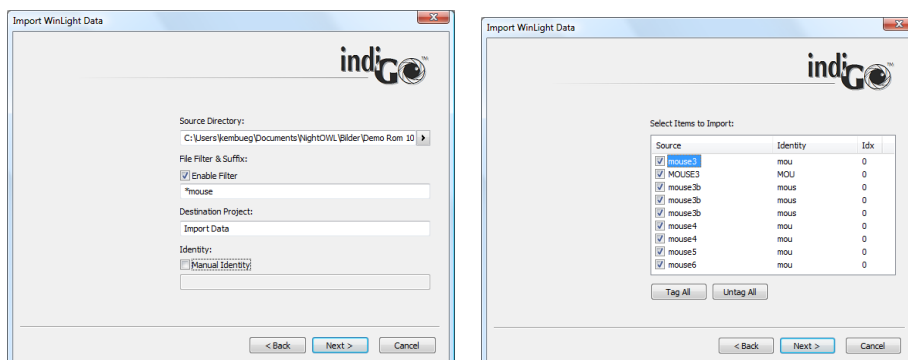 Import WinLight Data
indiGo™
Source Directory:
C:\Users\kembueg\Documents\NightOWL\Bilder\Demo Rom 10
File Filter & Suffix:
Enable Filter
*mouse
Destination Project:
Import Data
Identity:
Manual Identity
< Back Next > Cancel
Import WinLight Data
indiGo™
Select Items to Import:
Source Identity Idx
mouse3 mou 0
MOUSE3 MOU 0
mouse3b mous 0
mouse3b mous 0
mouse3b mous 0
mouse4 mou 0
mouse4 mou 0
mouse5 mou 0
mouse6 mou 0
Tag All Untag All
< Back Next > Cancel